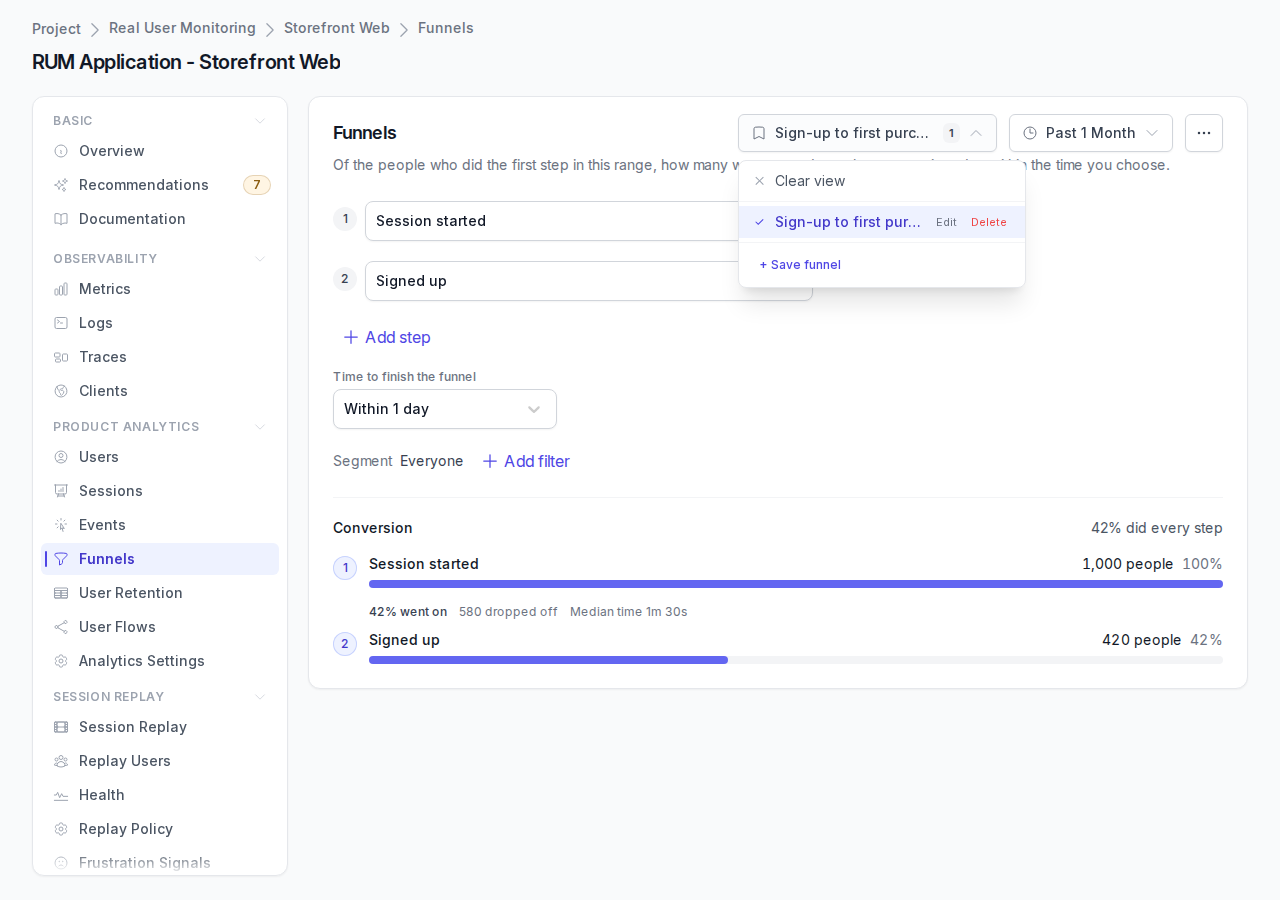 Project
Real User Monitoring
Storefront Web
Funnels
RUM Application - Storefront Web
BASIC
Overview
Recommendations
7
Documentation
OBSERVABILITY
Metrics
Logs
Traces
Clients
PRODUCT ANALYTICS
Users
Sessions
Events
Funnels
User Retention
User Flows
Analytics Settings
SESSION REPLAY
Session Replay
Replay Users
Health
Replay Policy
Frustration Signals
Funnels
Sign-up to first purc...
1
Past 1 Month
Of the people who did the first step in this range, how many
the time you choose.
Clear view
Sign-up to first pur...
Edit
Delete
+ Save funnel
1
Session started
2
Signed up
Add step
Time to finish the funnel
Within 1 day
Segment Everyone
Add filter
Conversion
42% did every step
1
Session started
1,000 people 100%
42% went on
580 dropped off
Median time 1m 30s
2
Signed up
420 people 42%